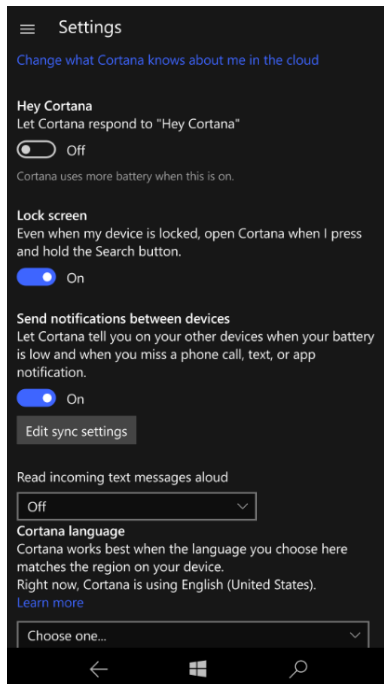 Settings
Change what Cortana knows about me in the cloud
Hey Cortana
Let Cortana respond to "Hey Cortana"
Off
Cortana uses more battery when this is on.
Lock screen
Even when my device is locked, open Cortana when I press
and hold the Search button.
On
Send notifications between devices
Let Cortana tell you on your other devices when your battery
is low and when you miss a phone call, text, or app
notification.
On
Edit sync settings
Read incoming text messages aloud
Off
Cortana language
Cortana works best when the language you choose here
matches the region on your device.
Right now, Cortana is using English (United States).
Learn more
Choose one...